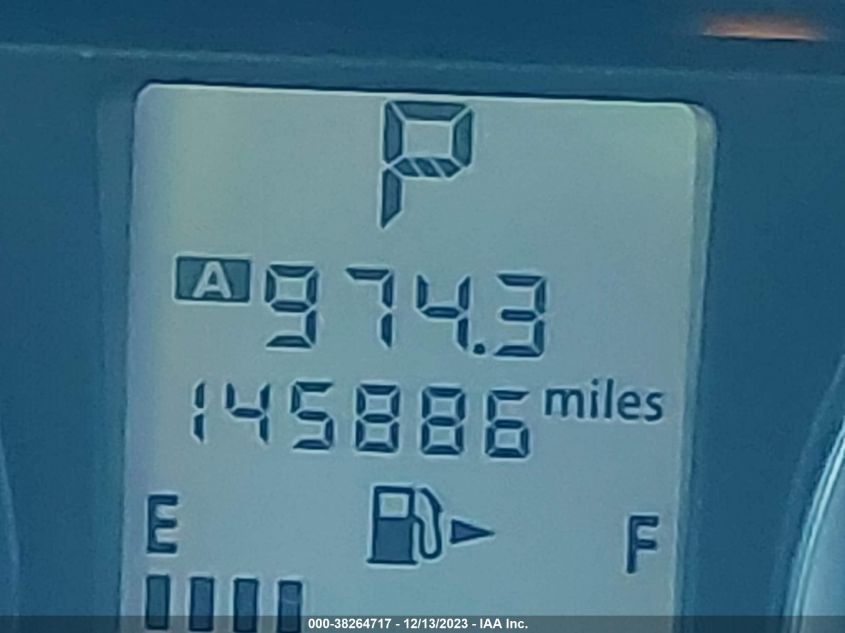 P
A 974.3
145886 miles
E F
000-38264717 - 12/13/2023 - IAA Inc.